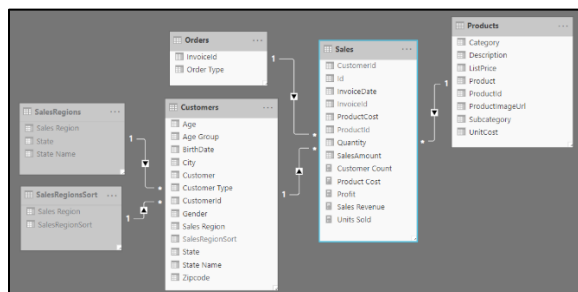 Orders
InvoiceId
Order Type
Sales
CustomerId
Id
InvoiceDate
InvoiceId
ProductCost
ProductId
Quantity
SalesAmount
Customer Count
Product Cost
Profit
Sales Revenue
Units Sold
Products
Category
Description
ListPrice
Product
ProductId
ProductImageUrl
Subcategory
UnitCost
SalesRegions
Sales Region
State
State Name
Customers
Age
Age Group
BirthDate
City
Customer
Customer Type
CustomerId
Gender
Sales Region
SalesRegionSort
State
State Name
Zipcode
SalesRegionsSort
Sales Region
SalesRegionSort
1
1
1
1
1